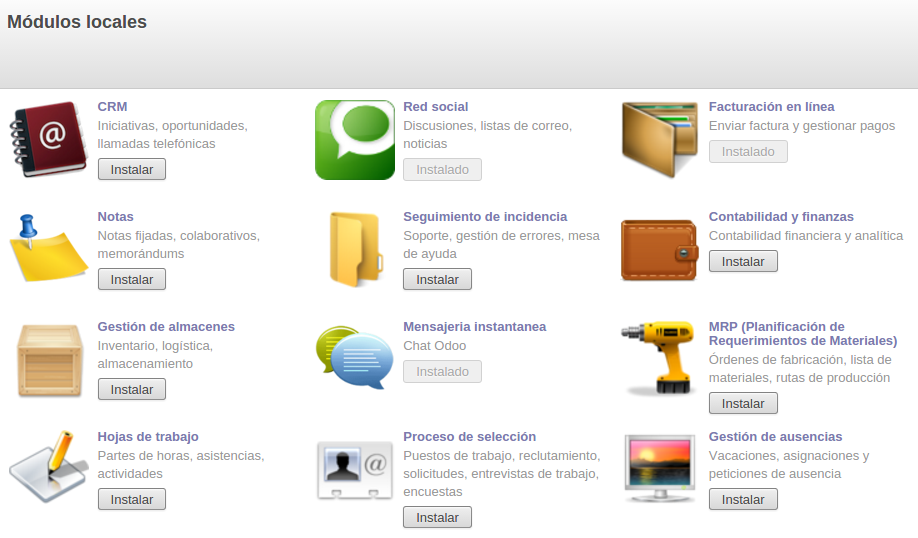 Módulos locales
CRM
Iniciativas, oportunidades,
llamadas telefónicas
Instalar
Red social
Discusiones, listas de correo,
noticias
Instalado
Facturación en línea
Enviar factura y gestionar pagos
Instalado
Notas
Notas fijadas, colaborativos,
memorándums
Instalar
Seguimiento de incidencia
Soporte, gestión de errores, mesa
de ayuda
Instalar
Contabilidad y finanzas
Contabilidad financiera y analítica
Instalar
Gestión de almacenes
Inventario, logística,
almacenamiento
Instalar
Mensajeria instantanea
Chat Odoo
Instalado
MRP (Planificación de
Requerimientos de Materiales)
Órdenes de fabricación, lista de
materiales, rutas de producción
Instalar
Hojas de trabajo
Partes de horas, asistencias,
actividades
Instalar
Proceso de selección
Puestos de trabajo, reclutamiento,
solicitudes, entrevistas de trabajo,
encuestas
Instalar
Gestión de ausencias
Vacaciones, asignaciones y
peticiones de ausencia
Instalar